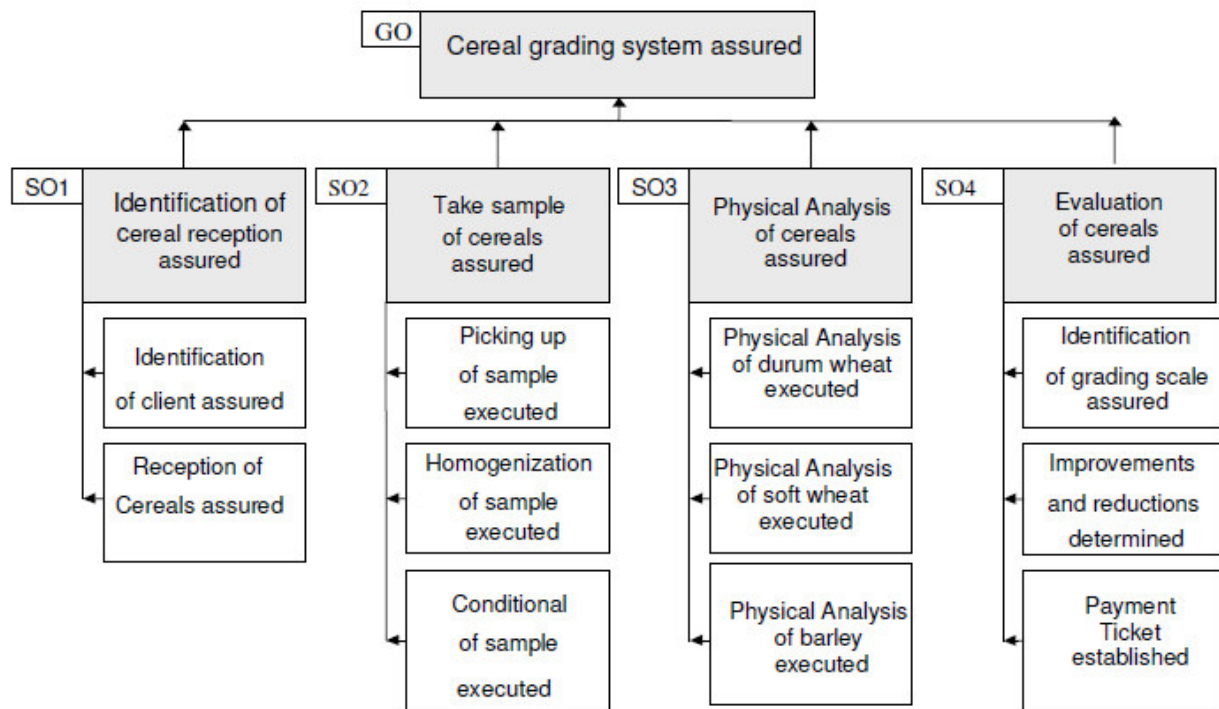 GO
Cereal grading system assured
SO1
Identification of
cereal reception
assured
SO2
Take sample
of cereals
assured
SO3
Physical Analysis
of cereals
assured
SO4
Evaluation
of cereals
assured
Identification
of client assured
Reception of
Cereals assured
Picking up
of sample
executed
Homogenization
of sample
executed
Conditional
of sample
executed
Physical Analysis
of durum wheat
executed
Physical Analysis
of soft wheat
executed
Physical Analysis
of barley
executed
Identification
of grading scale
assured
Improvements
and reductions
determined
Payment
Ticket
established